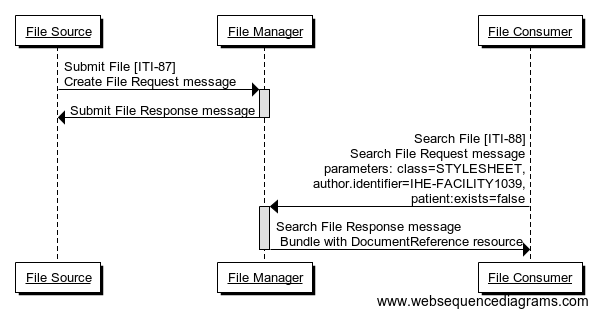 File Source
File Manager
File Consumer
Submit File [ITI-87]
Create File Request message
Submit File Response message
Search File [ITI-88]
Search File Request message
parameters: class=STYLESHEET,
author.identifier=IHE-FACILITY1039,
patient:exists=false
Search File Response message
Bundle with DocumentReference resource
File Source
File Manager
File Consumer
www.websequencediagrams.com